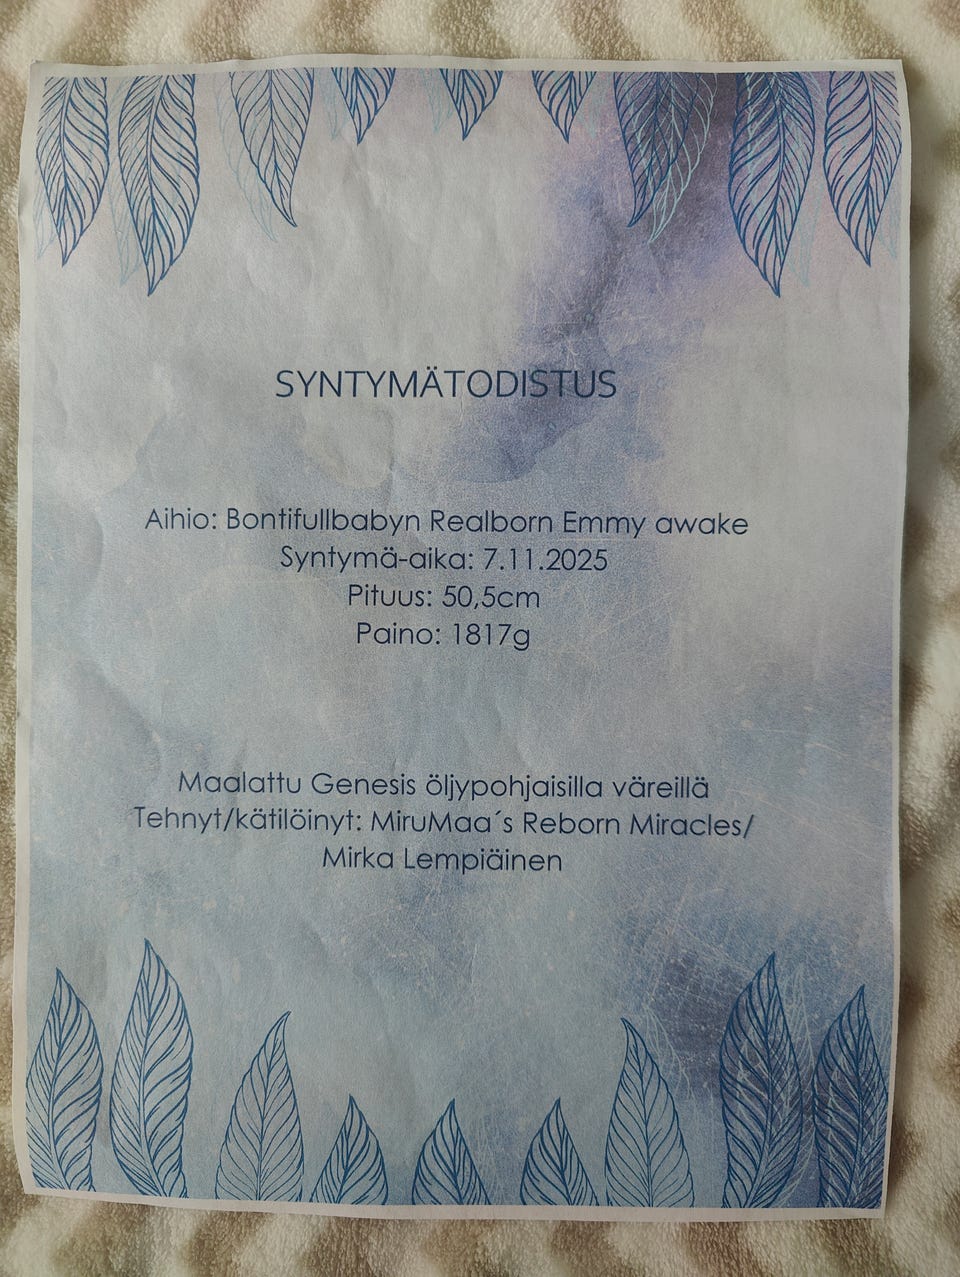 SYNTYMÄTODISTUS
Aihio: Bontifullbabyn Realborn Emmy awake
Syntymä-aika: 7.11.2025
Pituus: 50,5cm
Paino: 1817g
Maalattu Genesis öljypohjaisilla väreillä
Tehnyt/kätilöinyt: MiruMaa´s Reborn Miracles/
Mirka Lempiäinen